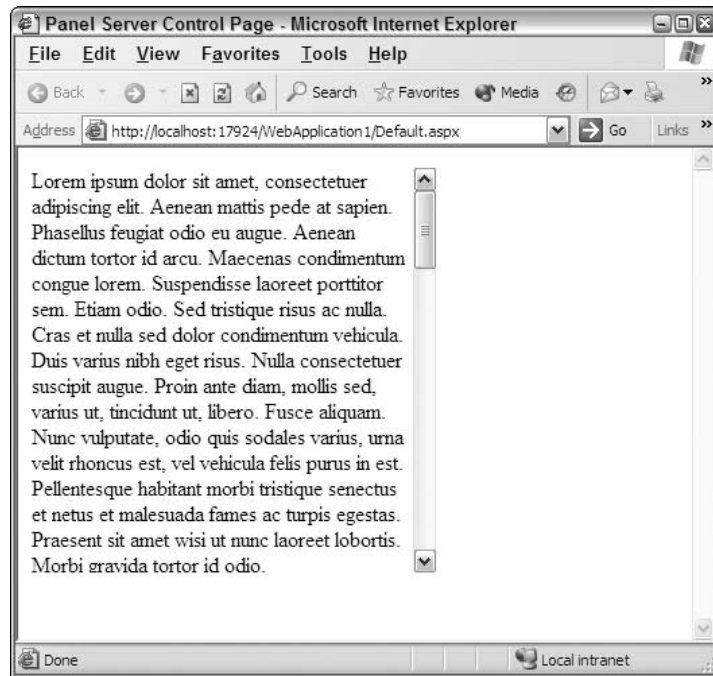 Panel Server Control Page - Microsoft Internet Explorer
File Edit View Favorites Tools Help
Back Search Favorites Media »
Address http://localhost:17924/WebApplication1/Default.aspx Go Links »
Lorem ipsum dolor sit amet, consectetuer
adipiscing elit. Aenean mattis pede at sapien.
Phasellus feugiat odio eu augue. Aenean
dictum tortor id arcu. Maecenas condimentum
congue lorem. Suspendisse laoreet porttitor
sem. Etiam odio. Sed tristique risus ac nulla.
Cras et nulla sed dolor condimentum vehicula.
Duis varius nibh eget risus. Nulla consectetuer
suscipit augue. Proin ante diam, mollis sed,
varius ut, tincidunt ut, libero. Fusce aliquam.
Nunc vulputate, odio quis sodales varius, urna
velit rhoncus est, vel vehicula felis purus in est.
Pellentesque habitant morbi tristique senectus
et netus et malesuada fames ac turpis egestas.
Praesent sit amet wisi ut nunc laoreet lobortis.
Morbi gravida tortor id odio.
Done Local intranet